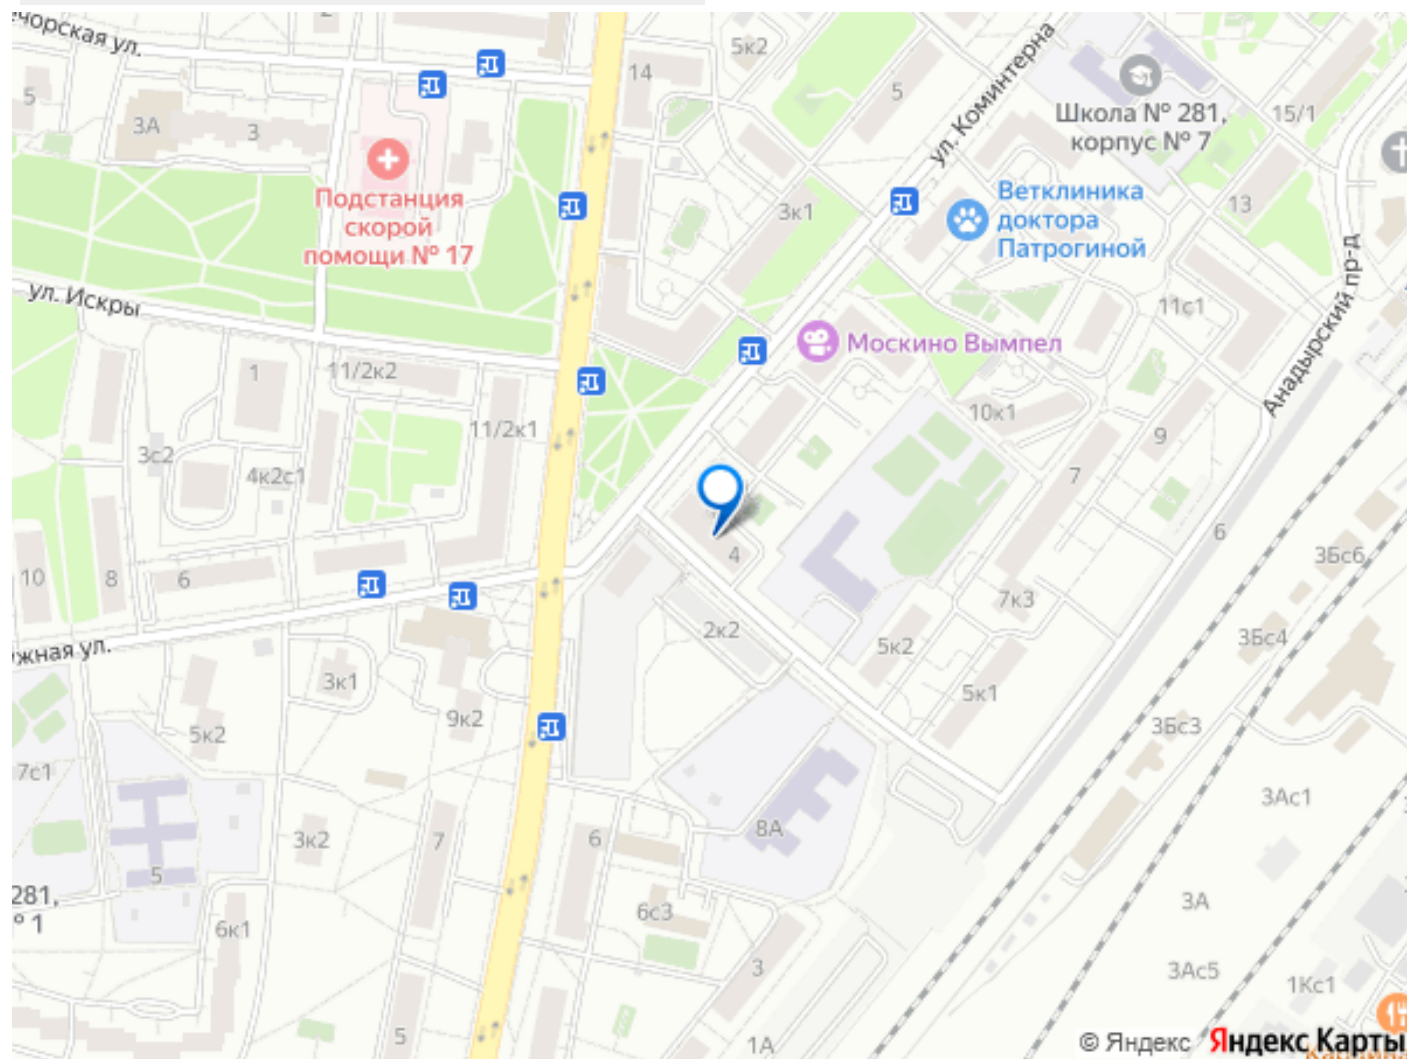 2
5к2
14
5
5
3А
3
Школа № 281,
корпус № 7
15/1
ул. Коминтерна
Подстанция
скорой
помощи № 17
3к1
Ветклиника
доктора
Патрогиной
13
ул. Искры
11с1
Анадырский пр-д
Москино Вымпел
1
11/2к2
10к1
11/2к1
9
3с2
4к2с1
7
6
4
3Бс6
10
8
6
7к3
2к2
3Бс4
5к2
3к1
5к1
9к2
3Бс3
5к2
7с1
3Ас1
3к2
7
6
8А
5
281,
№ 1
6к1
6с3
3А
3
3Ас5
1Кс1
5
1А
© Яндекс Яндекс Карты